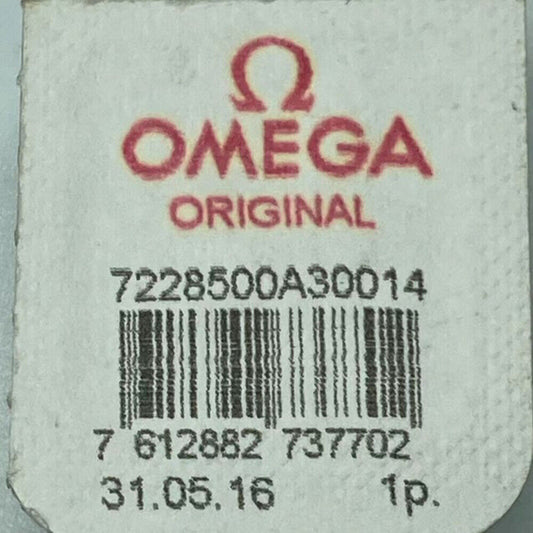 Ω
OMEGA
ORIGINAL
7228500A30014
7 612882 737702
31.05.16 1p.